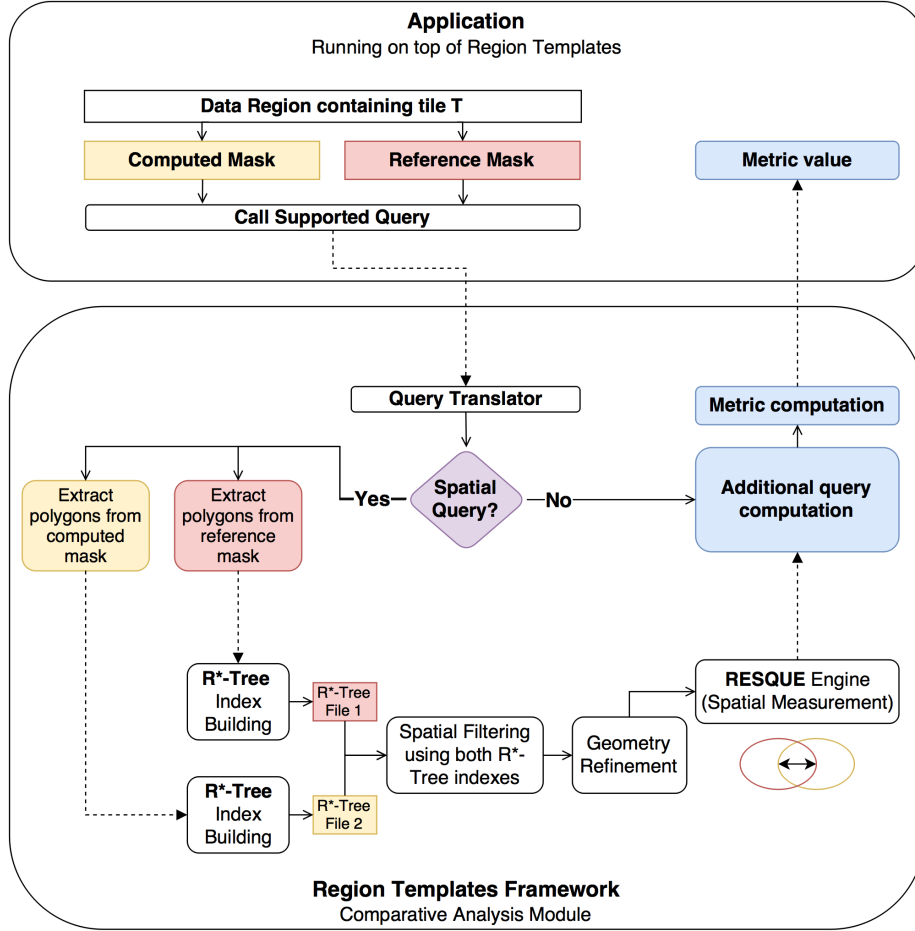 Application
Running on top of Region Templates
Data Region containing tile T
Computed Mask
Reference Mask
Metric value
Call Supported Query
Query Translator
Metric computation
Spatial
Query?
Yes
No
Additional query
computation
Extract
polygons from
computed
mask
Extract
polygons from
reference
mask
R*-Tree
Index
Building
R*-Tree
File 1
Spatial Filtering
using both R*-
Tree indexes
Geometry
Refinement
RESQUE Engine
(Spatial Measurement)
R*-Tree
Index
Building
R*-Tree
File 2
Region Templates Framework
Comparative Analysis Module